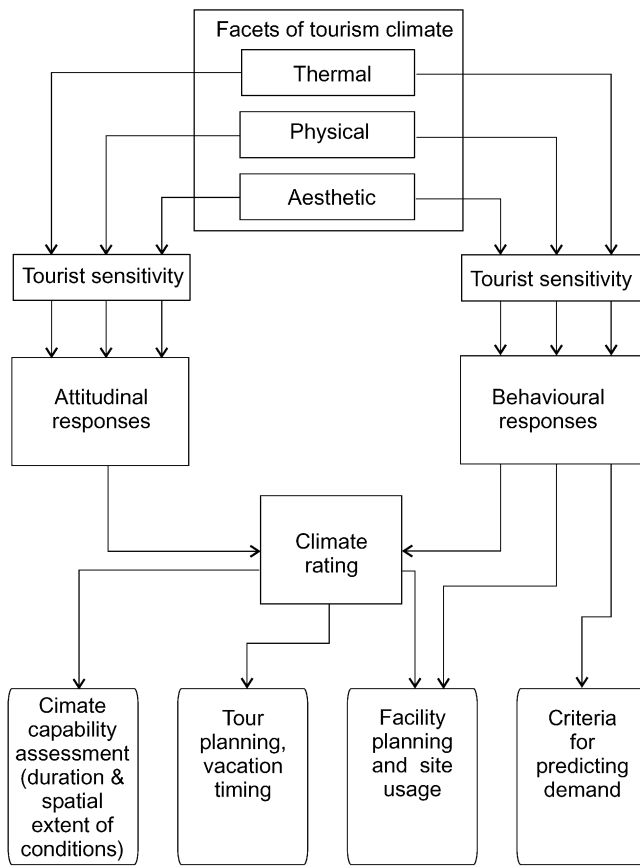 Facets of tourism climate
Thermal
Physical
Aesthetic
Tourist sensitivity
Tourist sensitivity
Attitudinal
responses
Behavioural
responses
Climate
rating
Cimate
capability
assessment
(duration &
spatial
extent of
conditions)
Tour
planning,
vacation
timing
Facility
planning
and site
usage
Criteria
for
predicting
demand